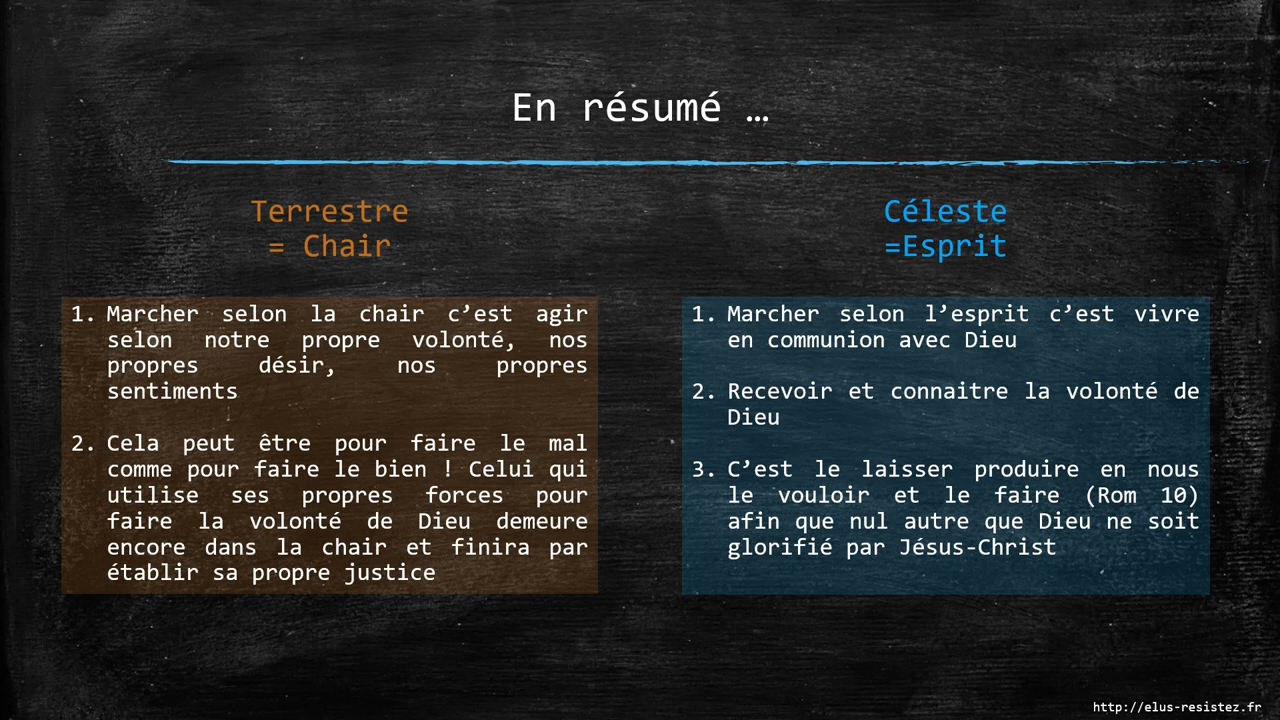 En résumé …
Terrestre
= Chair
1. Marcher selon la chair c’est agir
selon notre propre volonté, nos
propres désir, nos propres
sentiments
2. Cela peut être pour faire le mal
comme pour faire le bien ! Celui qui
utilise ses propres forces pour
faire la volonté de Dieu demeure
encore dans la chair et finira par
établir sa propre justice
Céleste
=Esprit
1. Marcher selon l’esprit c’est vivre
en communion avec Dieu
2. Recevoir et connaitre la volonté de
Dieu
3. C’est le laisser produire en nous
le vouloir et le faire (Rom 10)
afin que nul autre que Dieu ne soit
glorifié par Jésus-Christ
http://elus-resistez.fr